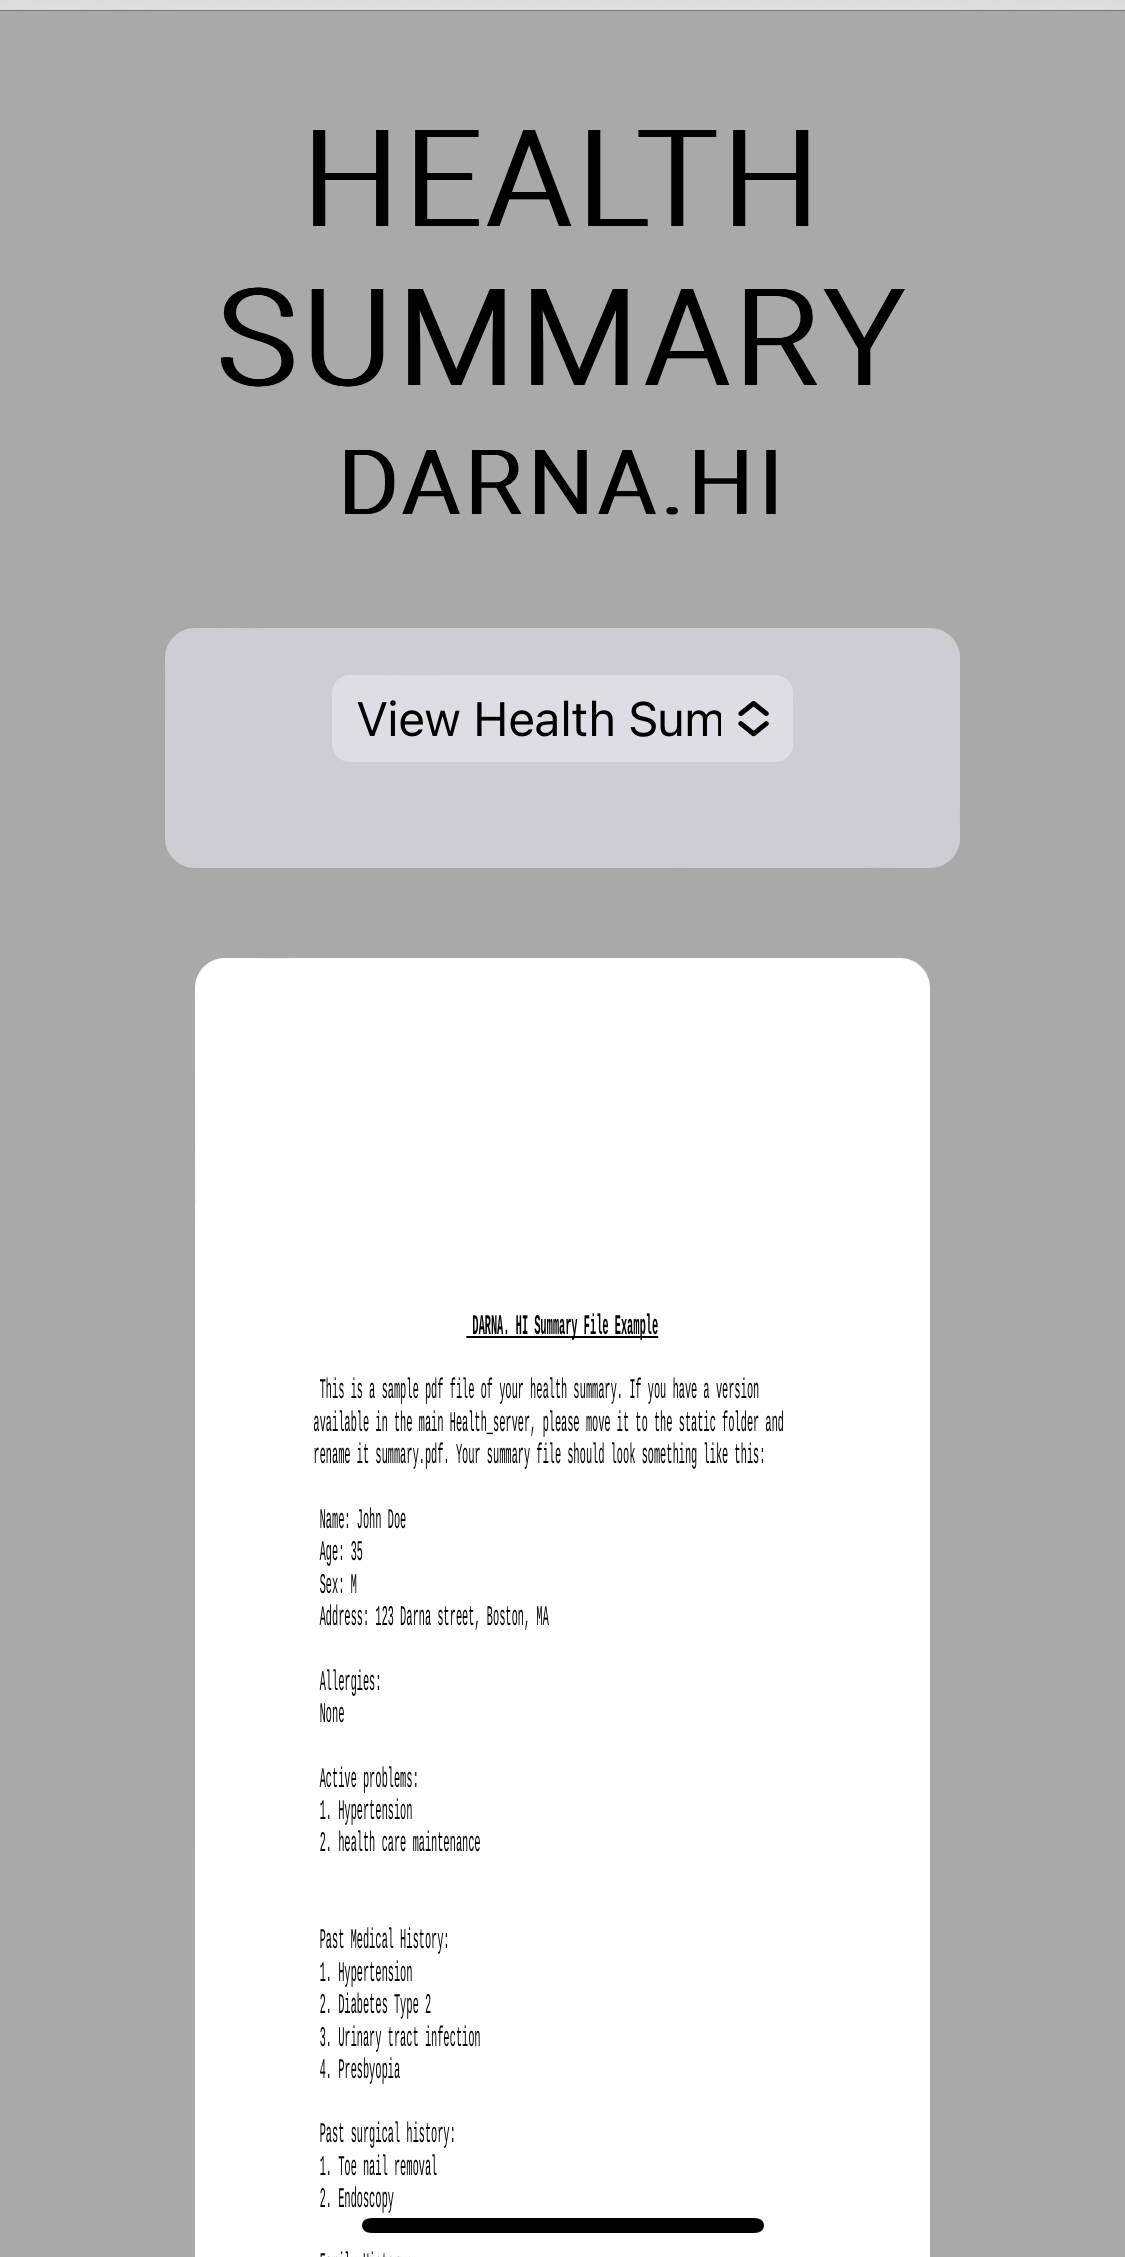 HEALTH
SUMMARY
DARNA.HI
View Health Sum
DARNA. HI Summary File Example
This is a sample pdf file of your health summary. If you have a version
available in the main Health_server, please move it to the static folder and
rename it summary.pdf. Your summary file should look something like this:
Name: John Doe
Age: 35
Sex: M
Address: 123 Darna street, Boston, MA
Allergies:
None
Active problems:
1. Hypertension
2. health care maintenance
Past Medical History:
1. Hypertension
2. Diabetes Type 2
3. Urinary tract infection
4. Presbyopia
Past surgical history:
1. Toe nail removal
2. Endoscopy